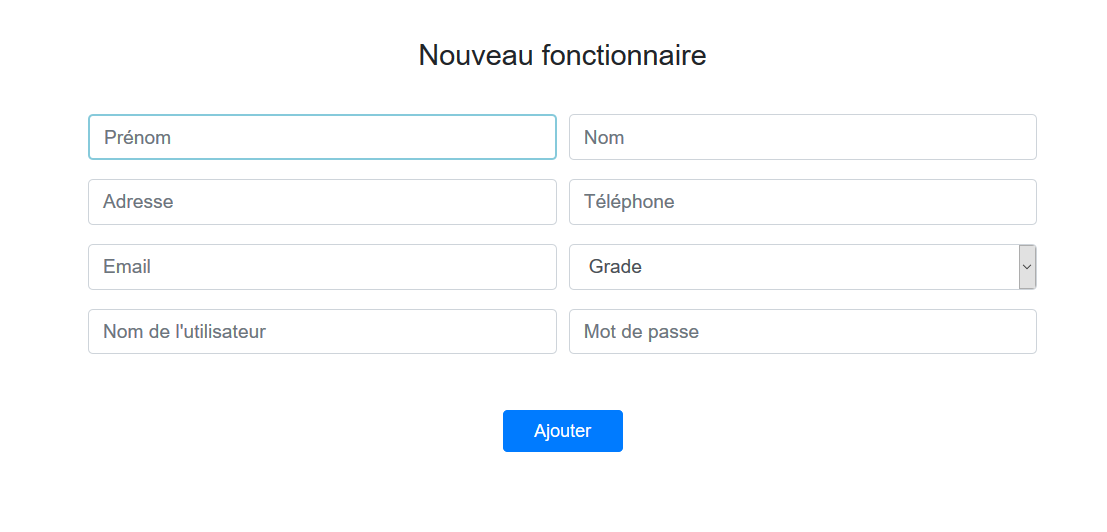 Nouveau fonctionnaire
Prénom
Nom
Adresse
Téléphone
Email
Grade
Nom de l'utilisateur
Mot de passe
Ajouter